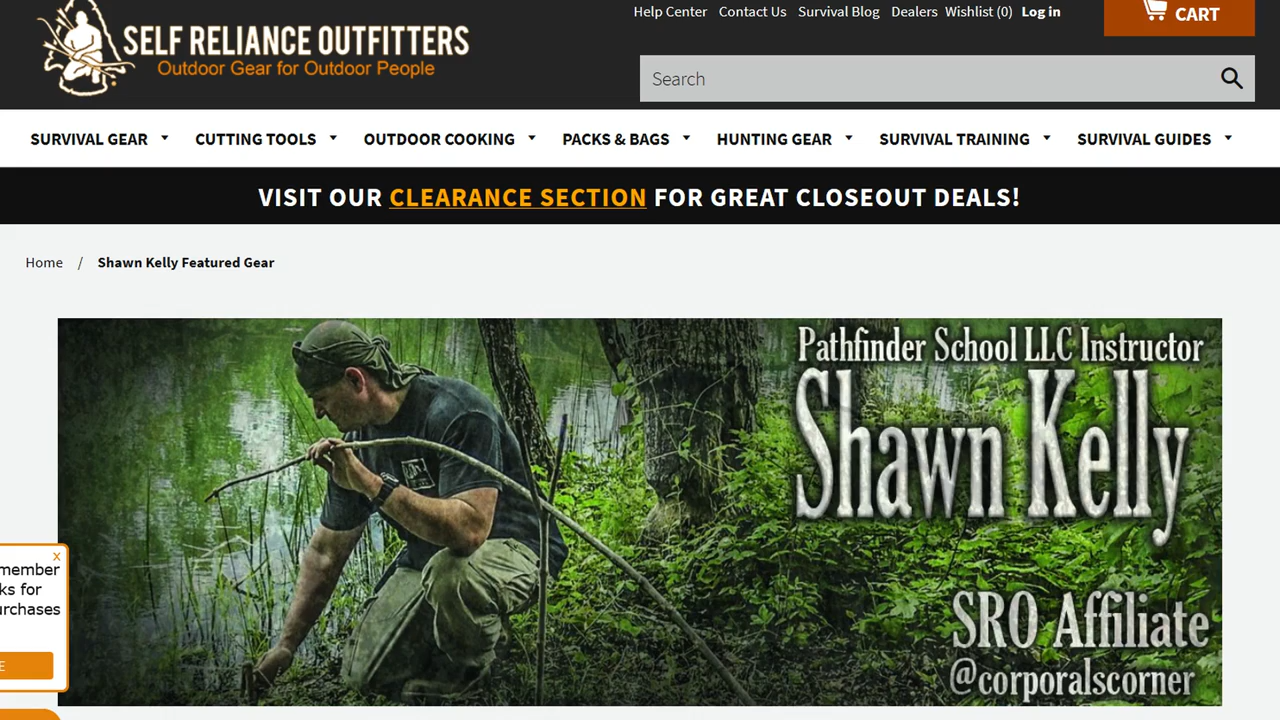 Help Center Contact Us Survival Blog Dealers Wishlist (0) Log in
CART
SELF RELIANCE OUTFITTERS
Outdoor Gear for Outdoor People
Search
SURVIVAL GEAR CUTTING TOOLS OUTDOOR COOKING PACKS & BAGS HUNTING GEAR SURVIVAL TRAINING SURVIVAL GUIDES
VISIT OUR CLEARANCE SECTION FOR GREAT CLOSEOUT DEALS!
Home / Shawn Kelly Featured Gear
Pathfinder School LLC Instructor
Shawn Kelly
SRO Affiliate
@corporalscorner
x
member
for